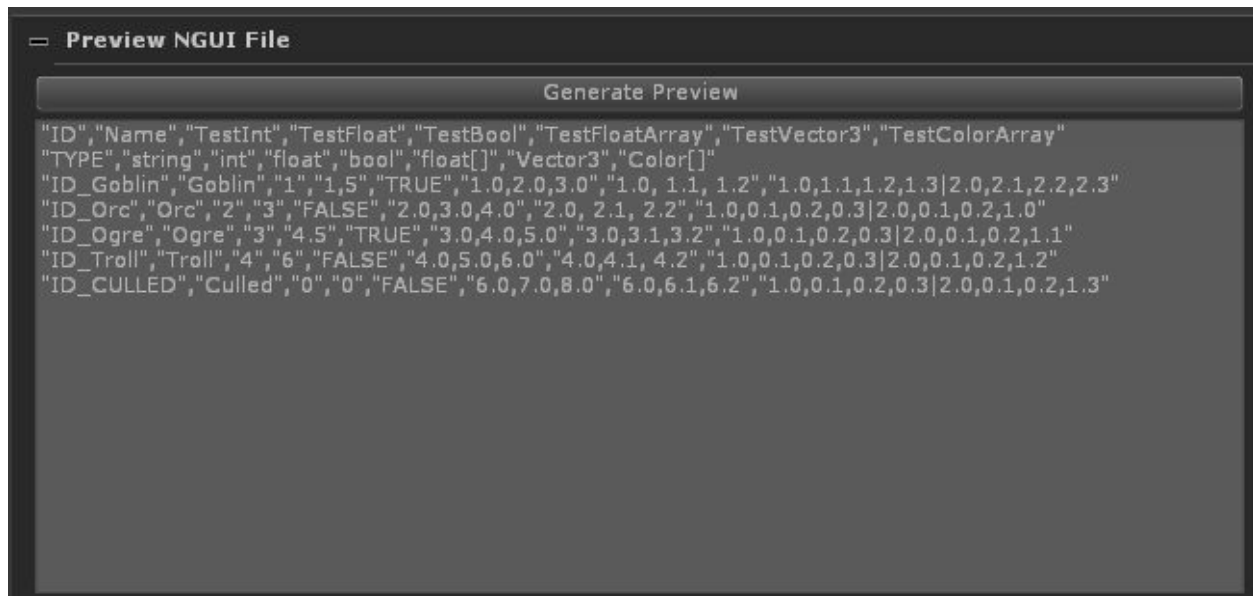 Preview NGUI File
Generate Preview
"ID","Name","TestInt","TestFloat","TestBool","TestFloatArray","TestVector3","TestColorArray"
"TYPE","string","int","float","bool","float[]","Vector3","Color[]"
"ID_Goblin","Goblin","1","1,5","TRUE","1.0,2.0,3.0","1.0, 1.1, 1.2","1.0,1.1,1.2,1.3|2.0,2.1,2.2,2.3"
"ID_Orc","Orc","2","3","FALSE","2.0,3.0,4.0","2.0, 2.1, 2.2","1.0,0.1,0.2,0.3|2.0,0.1,0.2,1.0"
"ID_Ogre","Ogre","3","4.5","TRUE","3.0,4.0,5.0","3.0,3.1,3.2","1.0,0.1,0.2,0.3|2.0,0.1,0.2,1.1"
"ID_Troll","Troll","4","6","FALSE","4.0,5.0,6.0","4.0,4.1, 4.2","1.0,0.1,0.2,0.3|2.0,0.1,0.2,1.2"
"ID_CULLED","Culled","0","0","FALSE","6.0,7.0,8.0","6.0,6.1,6.2","1.0,0.1,0.2,0.3|2.0,0.1,0.2,1.3"